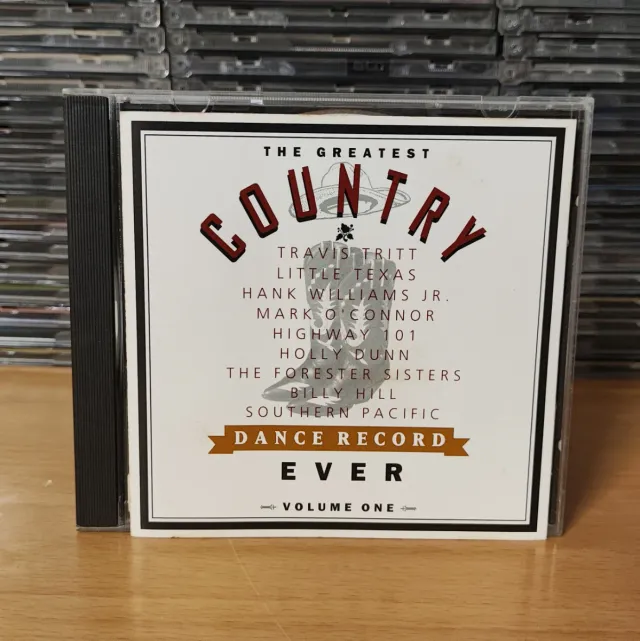 THE GREATEST
COUNTRY
TRAVIS TRITT
LITTLE TEXAS
HANK WILLIAMS JR.
MARK O'CONNOR
HIGHWAY 101
HOLLY DUNN
THE FORESTER SISTERS
BILLY HILL
SOUTHERN PACIFIC
DANCE RECORD
EVER
VOLUME ONE